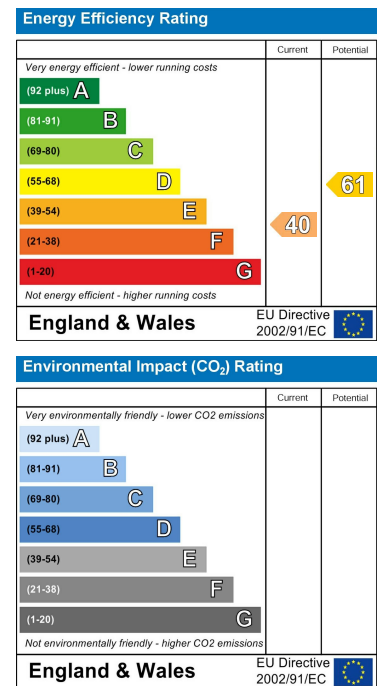 Energy Efficiency Rating
Current Potential
Very energy efficient - lower running costs
(92 plus) A
(81-91) B
(69-80) C
(55-68) D
61
(39-54) E
40
(21-38) F
(1-20) G
Not energy efficient - higher running costs
England & Wales
EU Directive
2002/91/EC
Environmental Impact (CO₂) Rating
Current Potential
Very environmentally friendly - lower CO2 emissions
(92 plus) A
(81-91) B
(69-80) C
(55-68) D
(39-54) E
(21-38) F
(1-20) G
Not environmentally friendly - higher CO2 emissions
England & Wales
EU Directive
2002/91/EC